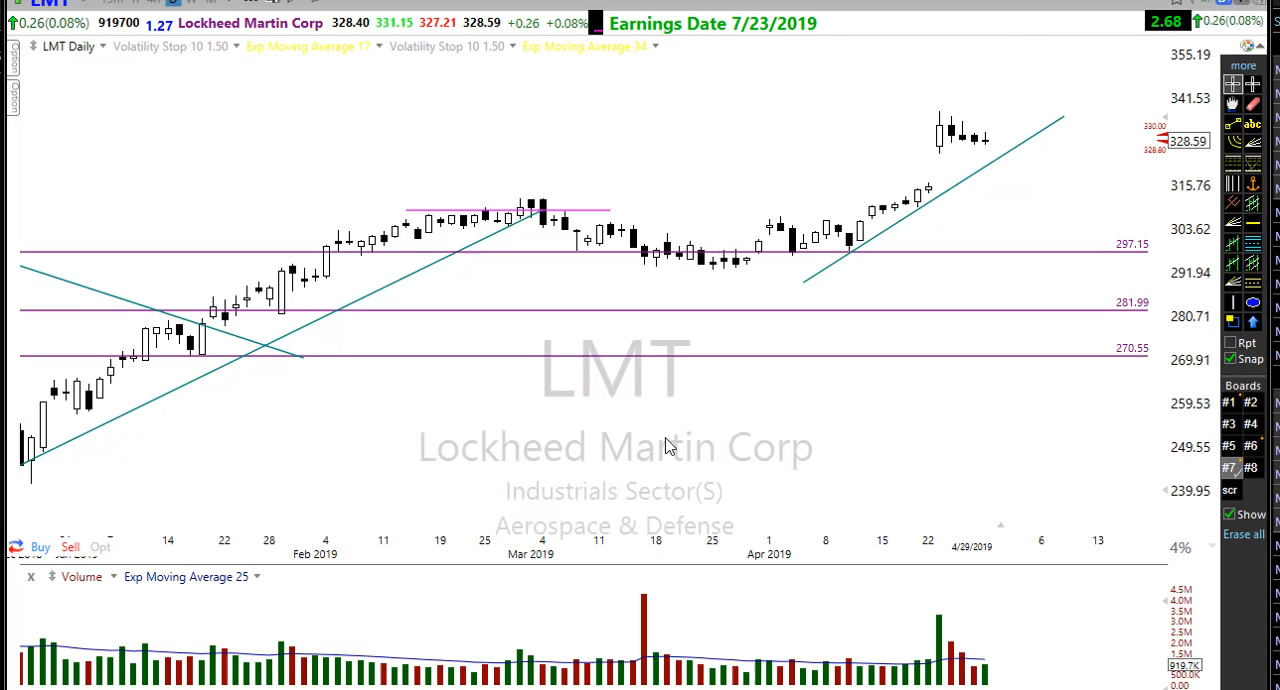 LMT
0.26(0.08%) 919700 1.27 Lockheed Martin Corp 328.40 331.15 327.21 328.59 +0.26 +0.08% Earnings Date 7/23/2019 2.68 0.26(0.08%)
LMT Daily Volatility Stop 10 1.50 Exp Moving Average 17 Volatility Stop 10 1.50 Exp Moving Average 34
Option
Option
355.19
341.53
330.00
328.59
328.80
315.76
303.62
297.15
291.94
281.99
280.71
270.55
269.91
259.53
249.55
239.95
LMT
Lockheed Martin Corp
Industrials Sector(S)
Aerospace & Defense
more
abc
Rpt
Snap
Boards
#1 #2
#3 #4
#5 #6
#7 #8
scr
Show
Erase all
Buy Sell Opt
14 22 28 4 11 19 25 4 11 18 25 1 8 15 22 4/29/2019 6 13
Feb 2019 Mar 2019 Apr 2019
4%
X Volume Exp Moving Average 25
4.5M
4.0M
3.5M
3.0M
2.5M
2.0M
1.5M
919.7K
500.0K
0.00